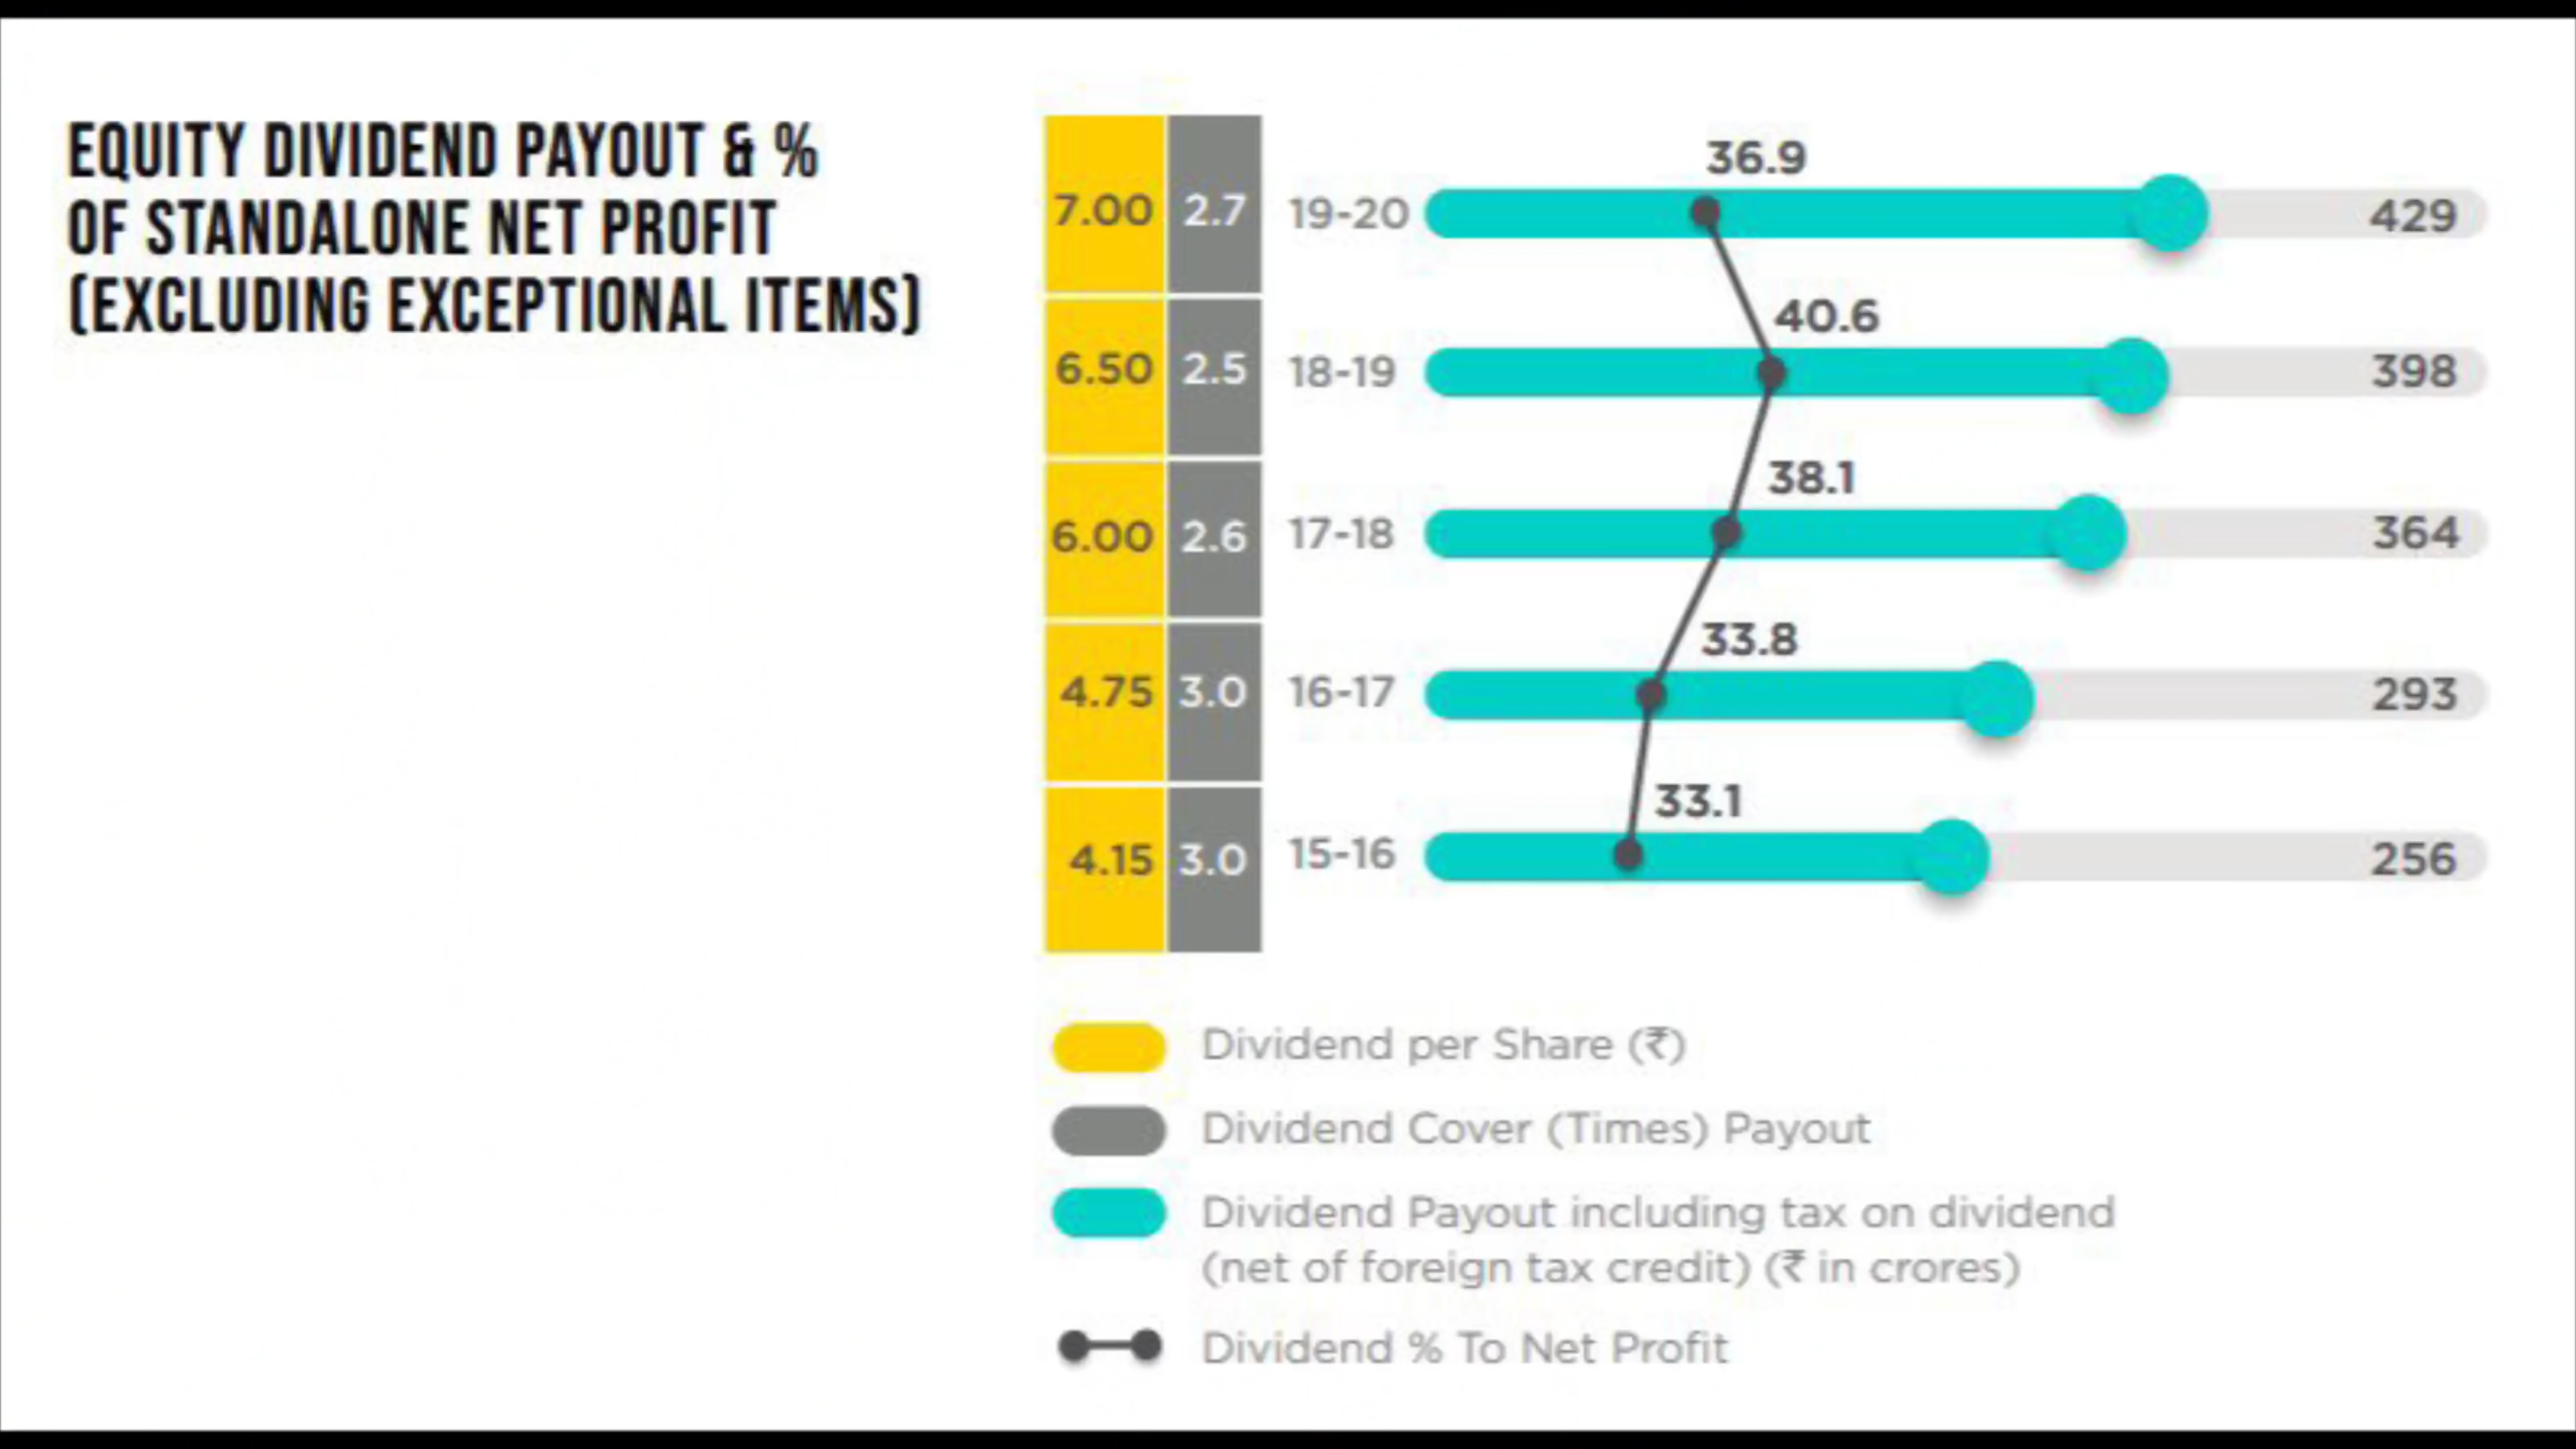 EQUITY DIVIDEND PAYOUT & %
OF STANDALONE NET PROFIT
(EXCLUDING EXCEPTIONAL ITEMS)
36.9
7.00 2.7 19-20 429
40.6
6.50 2.5 18-19 398
38.1
6.00 2.6 17-18 364
33.8
4.75 3.0 16-17 293
33.1
4.15 3.0 15-16 256
Dividend per Share (₹)
Dividend Cover (Times) Payout
Dividend Payout including tax on dividend
(net of foreign tax credit) (₹ in crores)
Dividend % To Net Profit